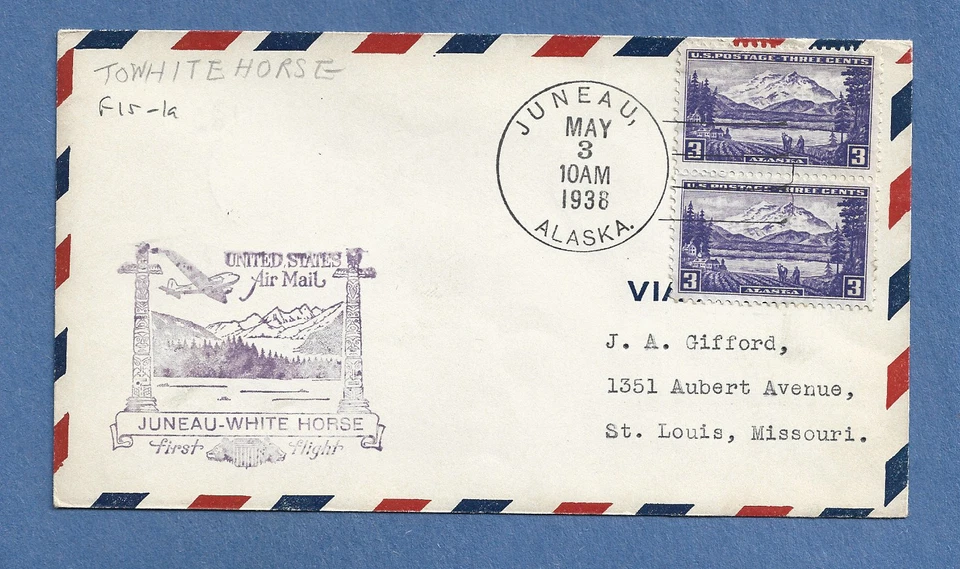 TO WHITE HORSE
F15-1a
JUNEAU,
MAY
3
10AM
1938
ALASKA.
U.S. POSTAGE-THREE CENTS
3
ALASKA
3
U.S. POSTAGE-THREE CENTS
3
ALASKA
3
UNITED STATES
Air Mail
JUNEAU-WHITE HORSE
first flight
VIA
J. A. Gifford,
1351 Aubert Avenue,
St. Louis, Missouri.